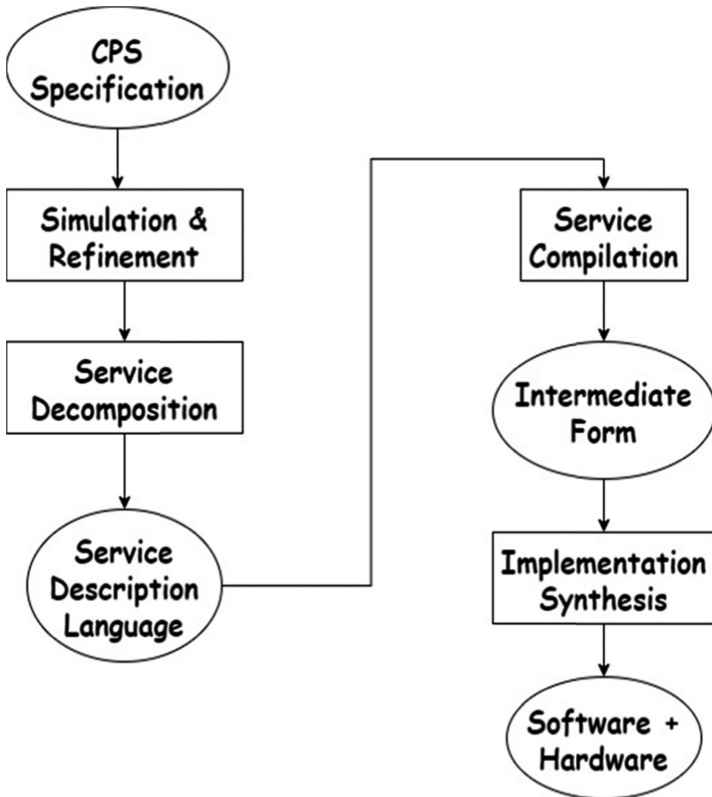 CPS
Specification
Simulation &
Refinement
Service
Decomposition
Service
Description
Language
Service
Compilation
Intermediate
Form
Implementation
Synthesis
Software +
Hardware